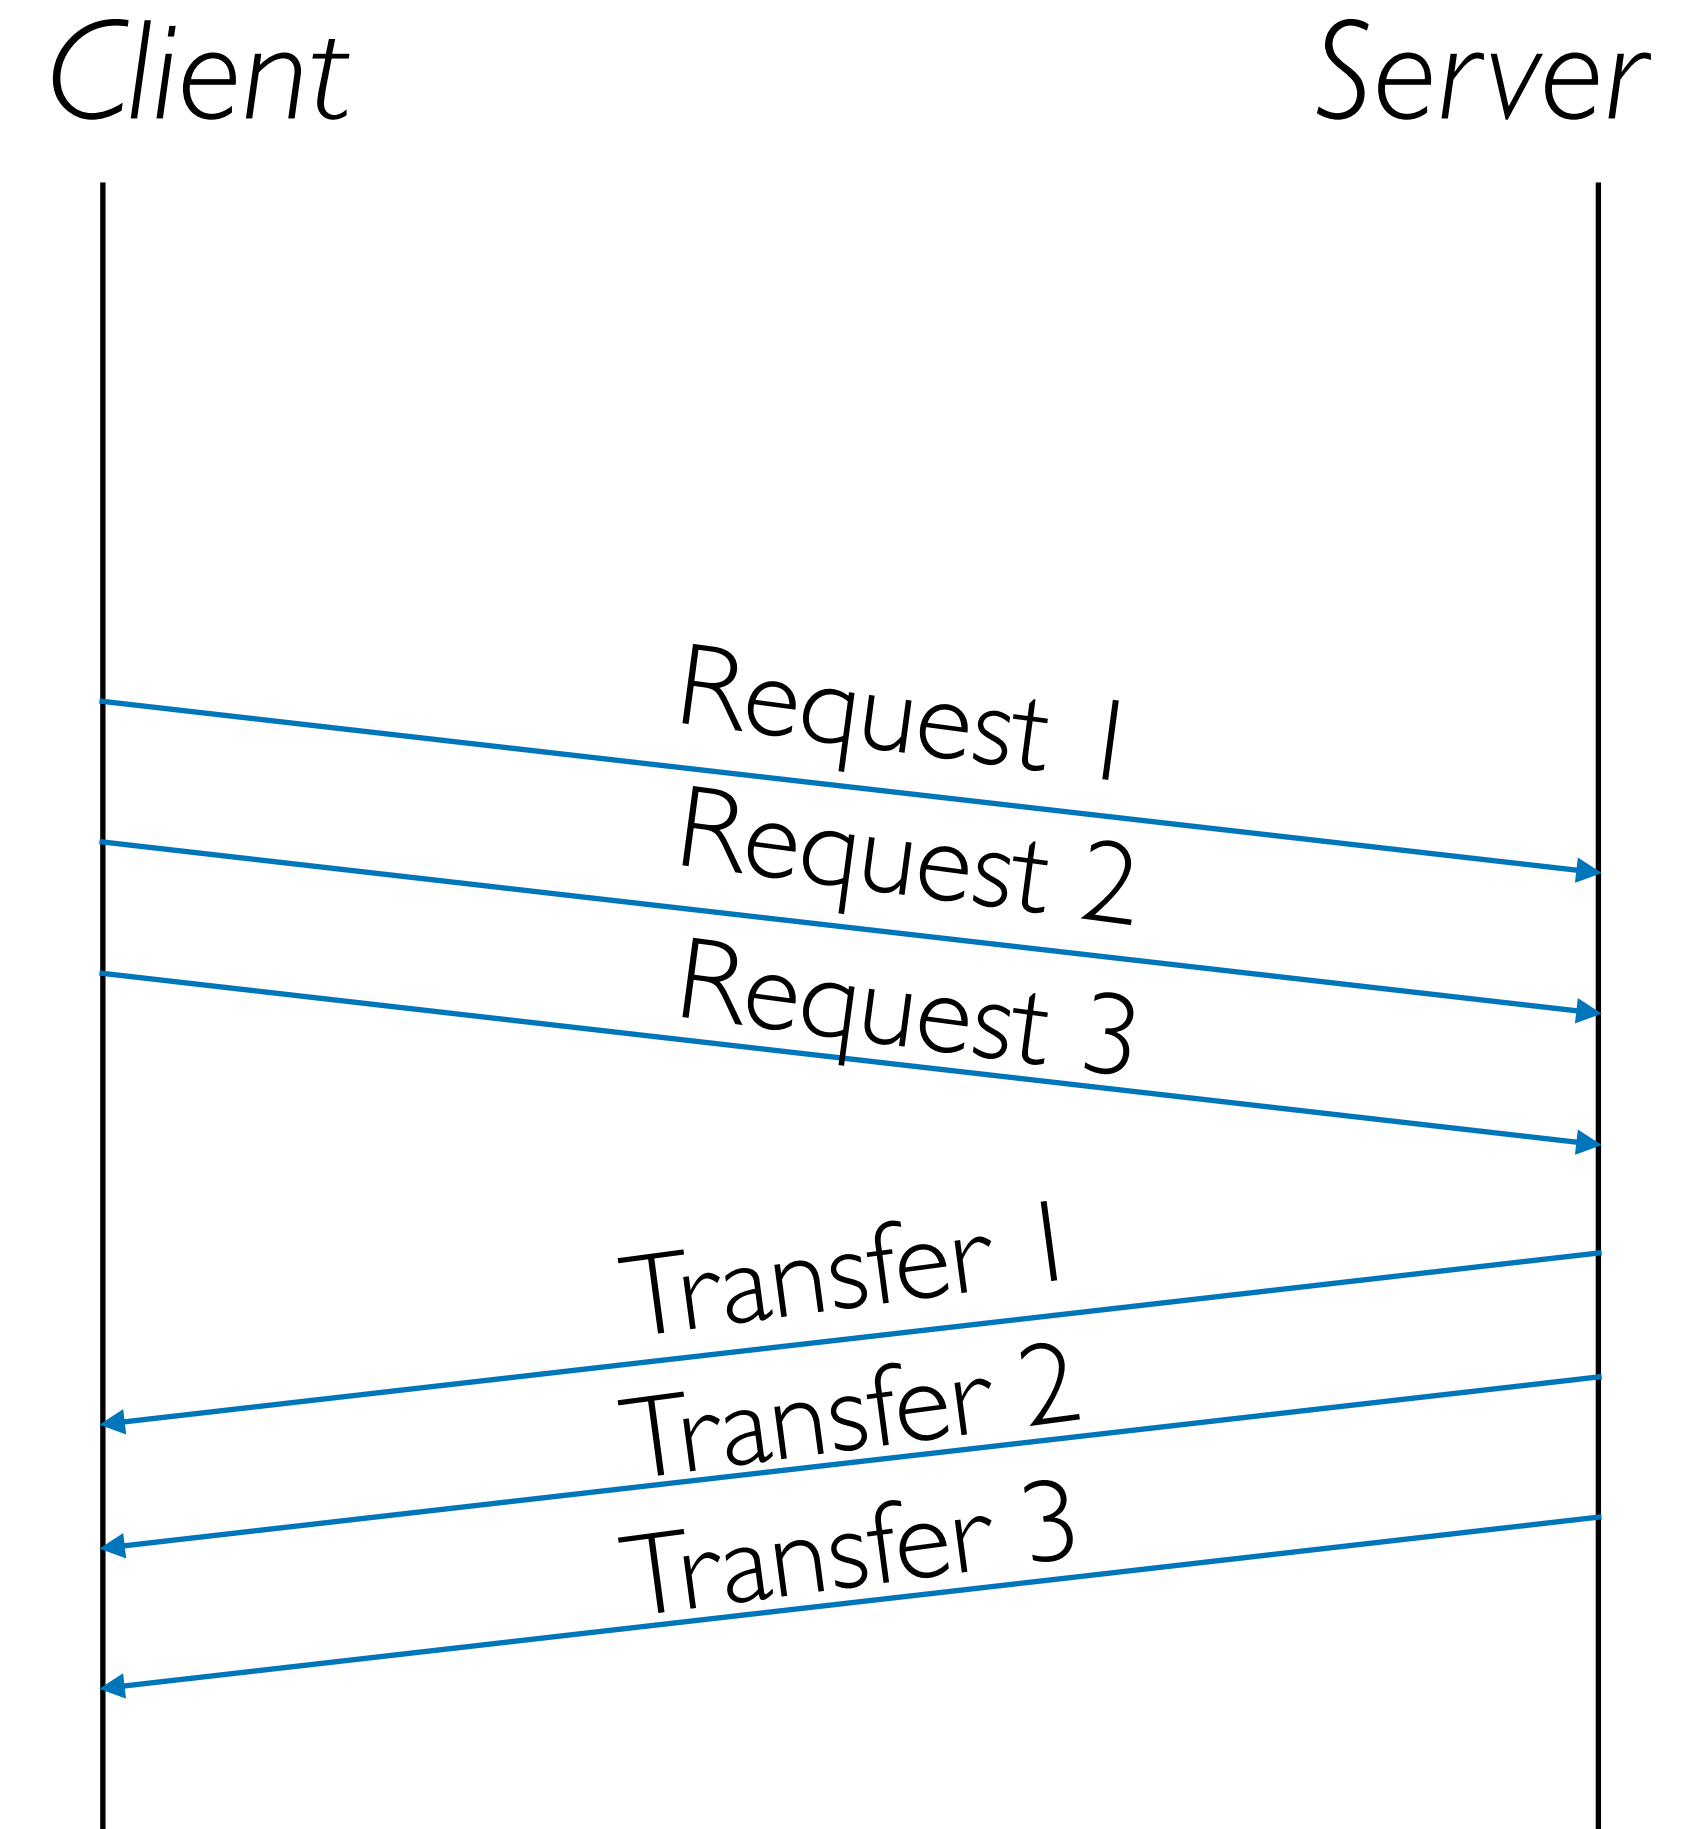 Client
Server
Request 1
Request 2
Request 3
Transfer 1
Transfer 2
Transfer 3